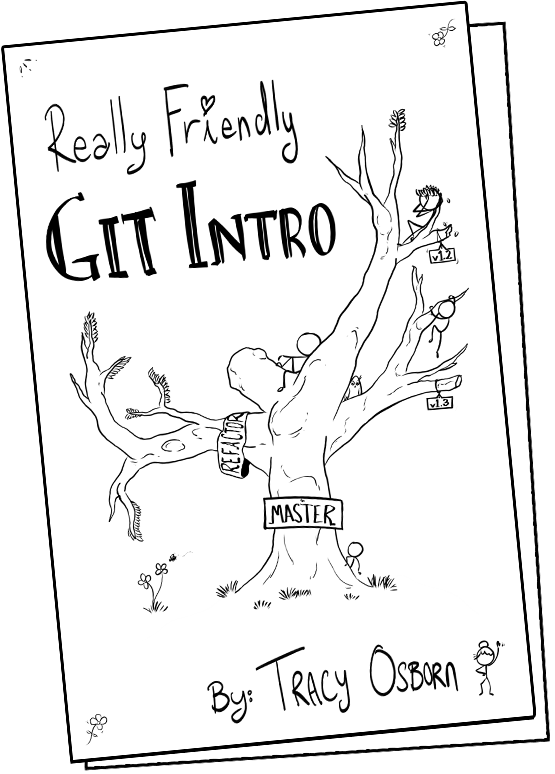 Really Friendly
GIT INTRO
v1.2
v1.3
REFACTOR
MASTER
By: TRACY OSBORN